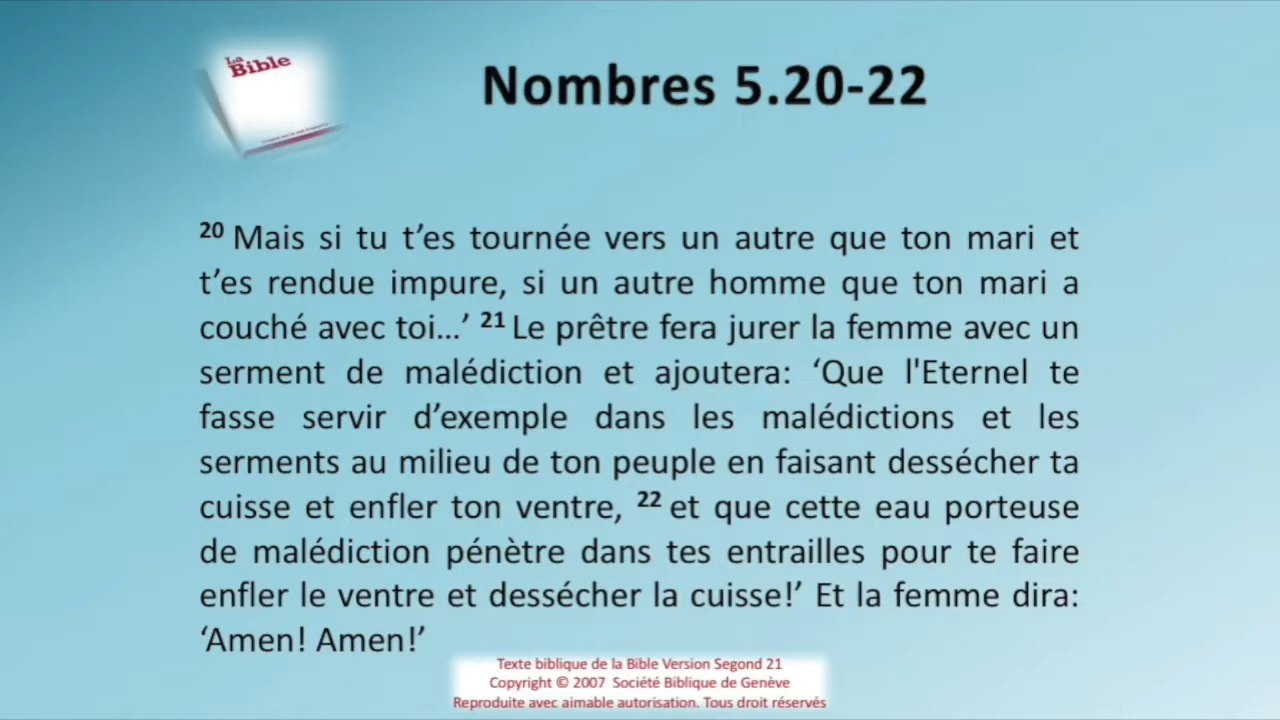 La
Bible
Nombres 5.20-22
20 Mais si tu t’es tournée vers un autre que ton mari et
t’es rendue impure, si un autre homme que ton mari a
couché avec toi…’ 21 Le prêtre fera jurer la femme avec un
serment de malédiction et ajoutera: ‘Que l'Eternel te
fasse servir d’exemple dans les malédictions et les
serments au milieu de ton peuple en faisant dessécher ta
cuisse et enfler ton ventre, 22 et que cette eau porteuse
de malédiction pénètre dans tes entrailles pour te faire
enfler le ventre et dessécher la cuisse!’ Et la femme dira:
‘Amen! Amen!’
Texte biblique de la Bible Version Segond 21
Copyright © 2007 Société Biblique de Genève
Reproduite avec aimable autorisation. Tous droit réservés